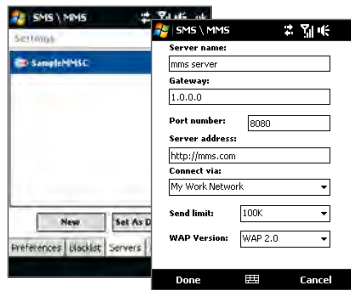 SMS \ MMS
Settings
SampleMMSC
New
Set As D
Preferences
Blacklist
Servers
SMS \ MMS
Server name:
mms server
Gateway:
1.0.0.0
Port number:
8080
Server address:
http://mms.com
Connect via:
My Work Network
Send limit:
100K
WAP Version:
WAP 2.0
Done
Cancel